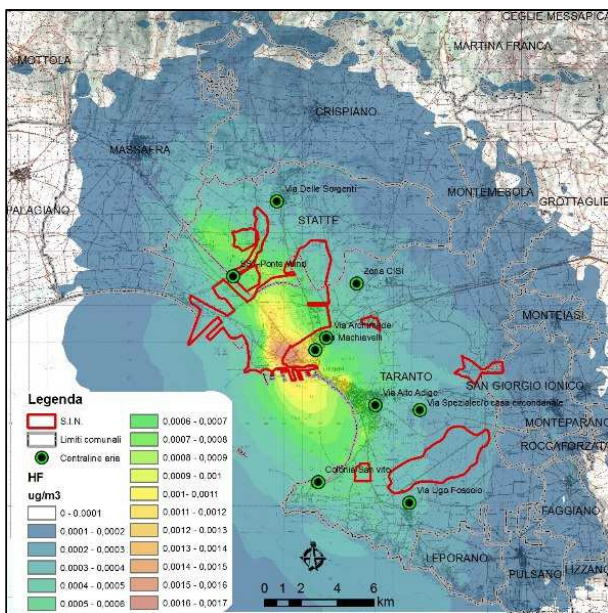 CEGLIE MESSAPICA
MARTINA FRANCA
MOTTOLA
CRISPIANO
MASSAFRA
MONTEMESOLA
GROTTAGLIE
PALAGIANO
Via Delle Sorgenti
STATTE
Zona CISI
MONTEIASI
Via Archimede
Machiavelli
TARANTO
SAN GIORGIO IONICO
Via Alto Adige
MONTEPARANO
ROCCAFORZATA
Colonia San vito
Via Ugo Foscolo
FAGGIANO
LEPORANO
PULSANO
LIZZANO
Legenda
S.I.N.
Limiti comunali
Centraline aria
HF
ug/m3
0 - 0.0001
0,0001 - 0,0002
0,0002 - 0,0003
0,0003 - 0,0004
0,0004 - 0,0005
0,0005 - 0,0006
0,0006 - 0,0007
0,0007 - 0,0008
0,0008 - 0,0009
0,0009 - 0.001
0.001 - 0,0011
0,0011 - 0,0012
0,0012 - 0,0013
0,0013 - 0,0014
0,0014 - 0,0015
0,0015 - 0,0016
0,0016 - 0,0017
0 1 2 4 6
km